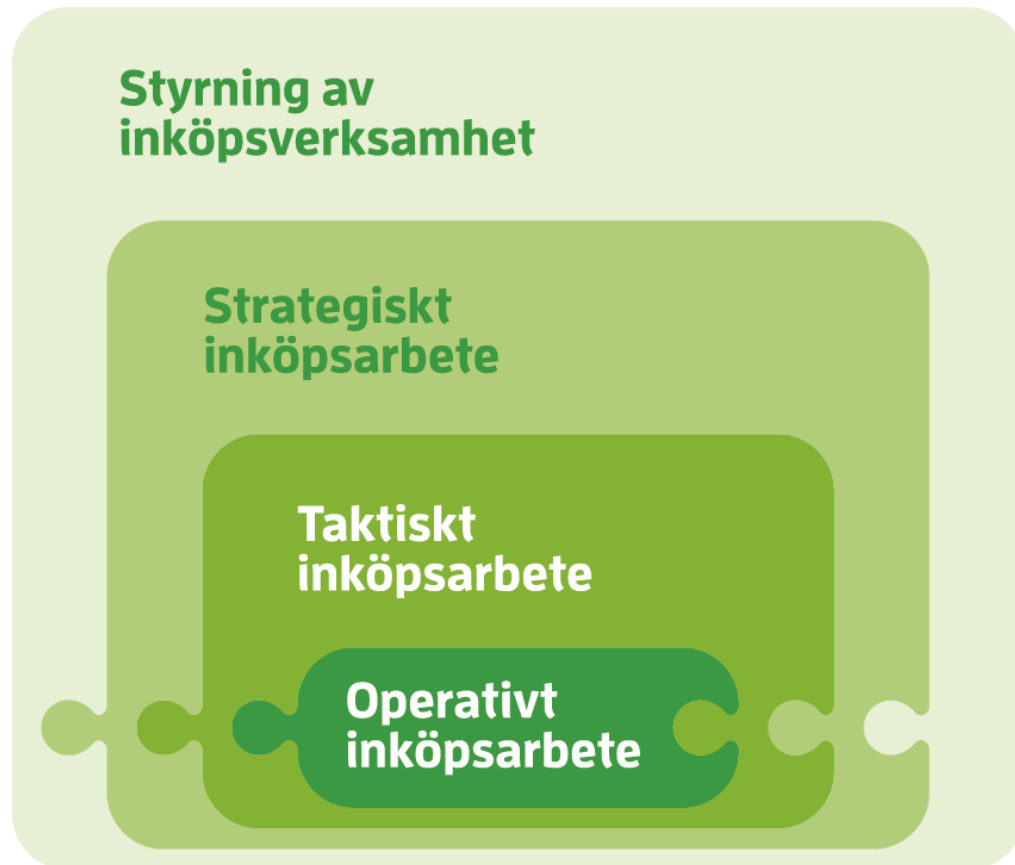 Styrning av
inköpsverksamhet
Strategiskt
inköpsarbete
Taktiskt
inköpsarbete
Operativt
inköpsarbete